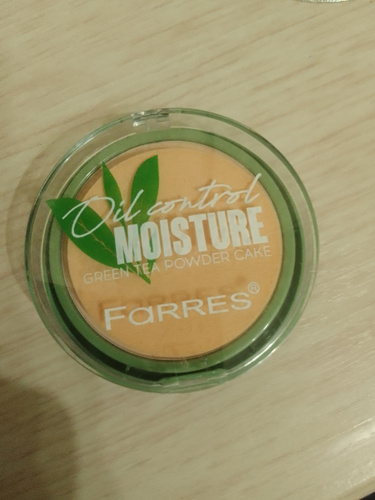 Oil control
MOISTURE
GREEN TEA POWDER CAKE
FARRES®